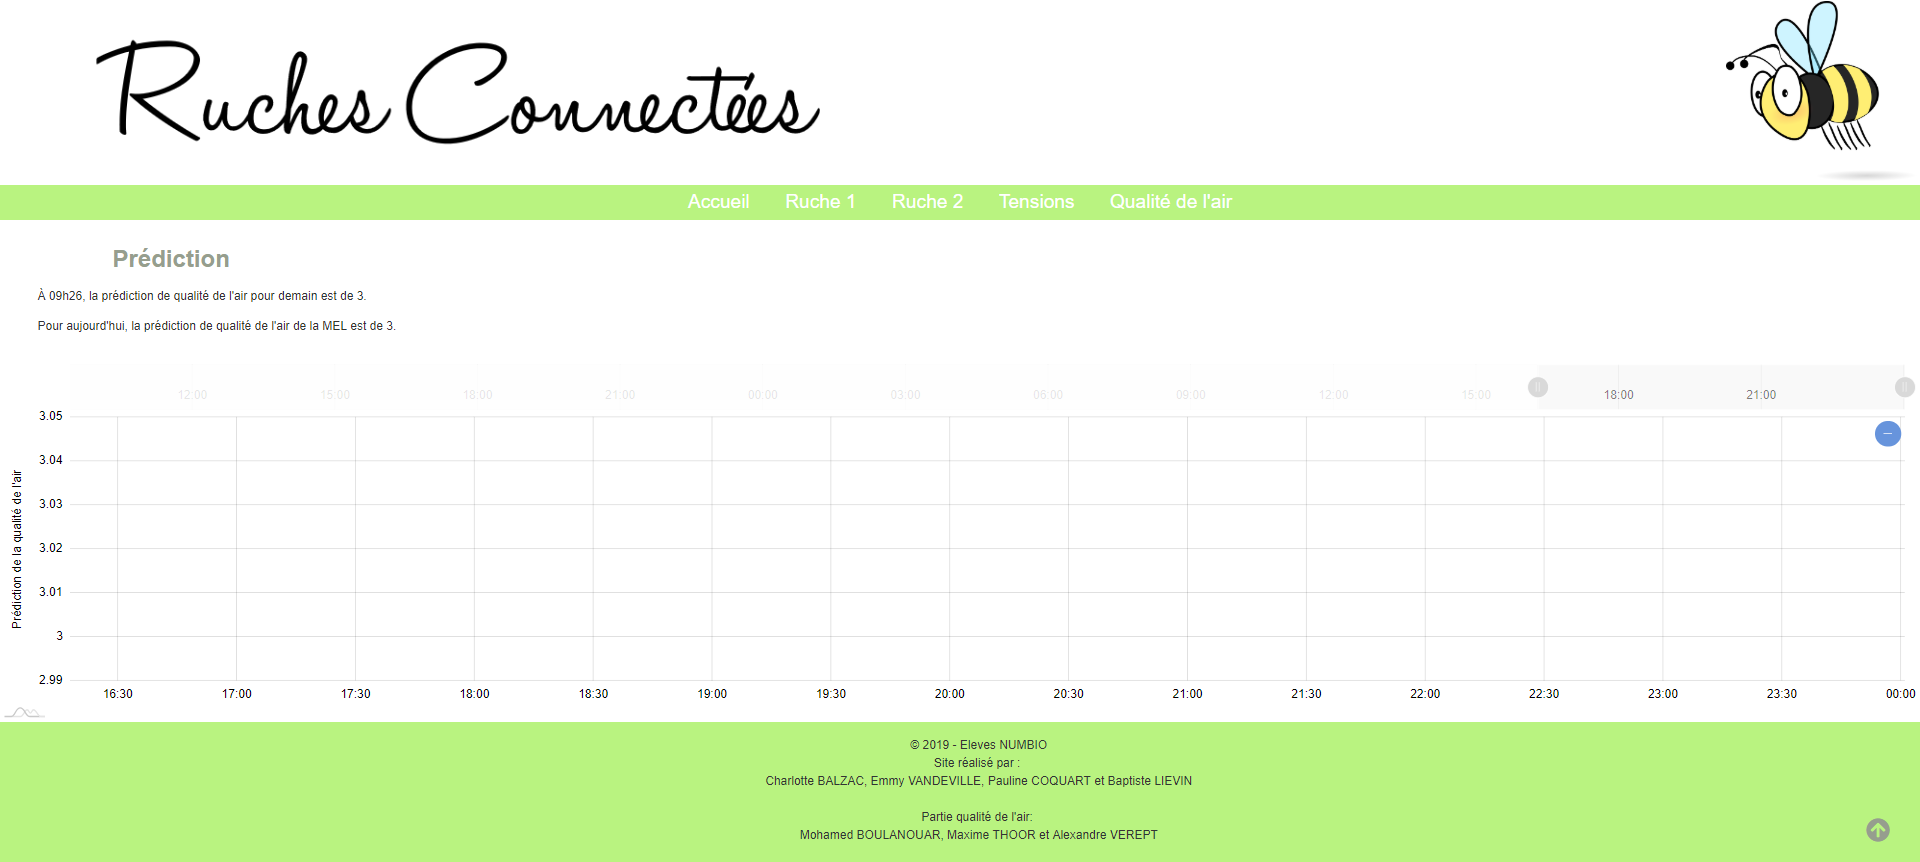 Ruches Connectées
Accueil Ruche 1 Ruche 2 Tensions Qualité de l'air
Prédiction
À 09h26, la prédiction de qualité de l'air pour demain est de 3.
Pour aujourd'hui, la prédiction de qualité de l'air de la MEL est de 3.
12:00 15:00 18:00 21:00 00:00 03:00 06:00 09:00 12:00 15:00 18:00 21:00
Prédiction de la qualité de l'air
3.05
3.04
3.03
3.02
3.01
3
2.99
16:30 17:00 17:30 18:00 18:30 19:00 19:30 20:00 20:30 21:00 21:30 22:00 22:30 23:00 23:30 00:00
© 2019 - Eleves NUMBIO
Site réalisé par :
Charlotte BALZAC, Emmy VANDEVILLE, Pauline COQUART et Baptiste LIEVIN
Partie qualité de l'air:
Mohamed BOULANOUAR, Maxime THOOR et Alexandre VEREPT